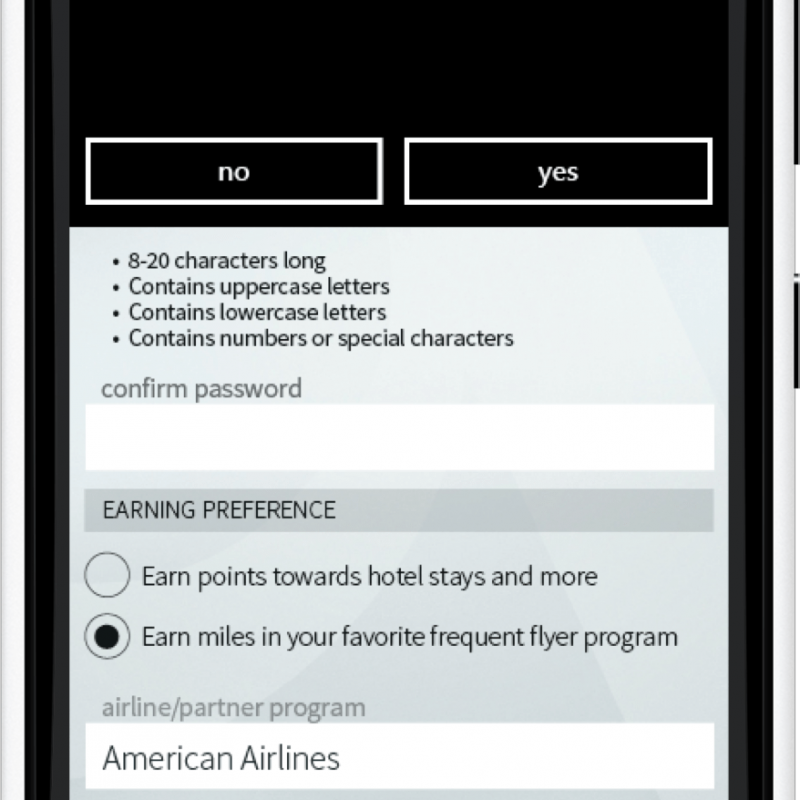 no
yes
• 8-20 characters long
• Contains uppercase letters
• Contains lowercase letters
• Contains numbers or special characters
confirm password
EARNING PREFERENCE
Earn points towards hotel stays and more
Earn miles in your favorite frequent flyer program
airline/partner program
American Airlines